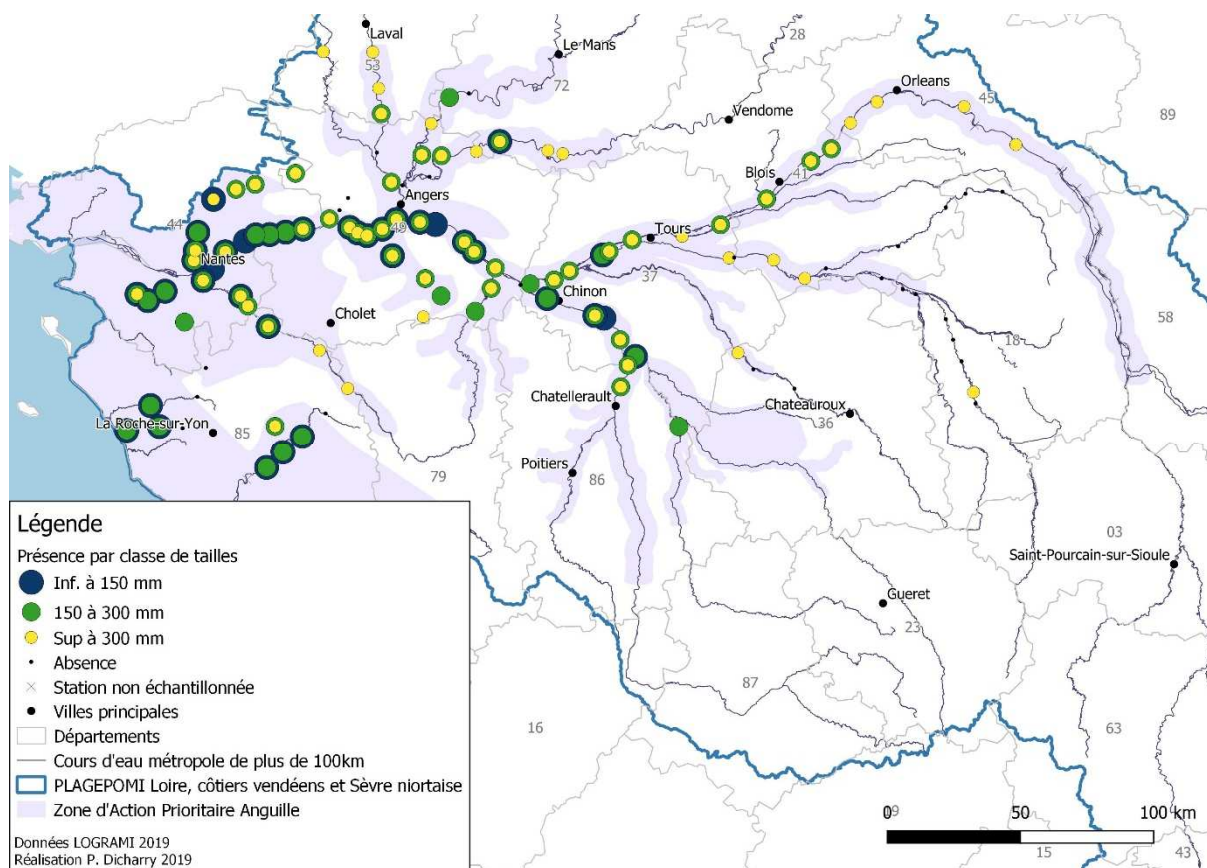 Laval
53
Le Mans
72
28
Vendome
Orleans
45
89
Blois
41
Angers
49
44
Nantes
Tours
37
Chinon
Cholet
18
58
Chatellerault
Chateauroux
36
La Roche-sur-Yon
85
79
Poitiers
86
03
Saint-Pourcain-sur-Sioule
Gueret
23
87
16
63
Légende
Présence par classe de tailles
Inf. à 150 mm
150 à 300 mm
Sup à 300 mm
Absence
Station non échantillonnée
Villes principales
Départements
Cours d'eau métropole de plus de 100km
PLAGEPOMI Loire, côtiers vendéens et Sèvre niortaise
Zone d'Action Prioritaire Anguille
Données LOGRAMI 2019
Réalisation P. Dicharry 2019
0 50 100 km
15
43